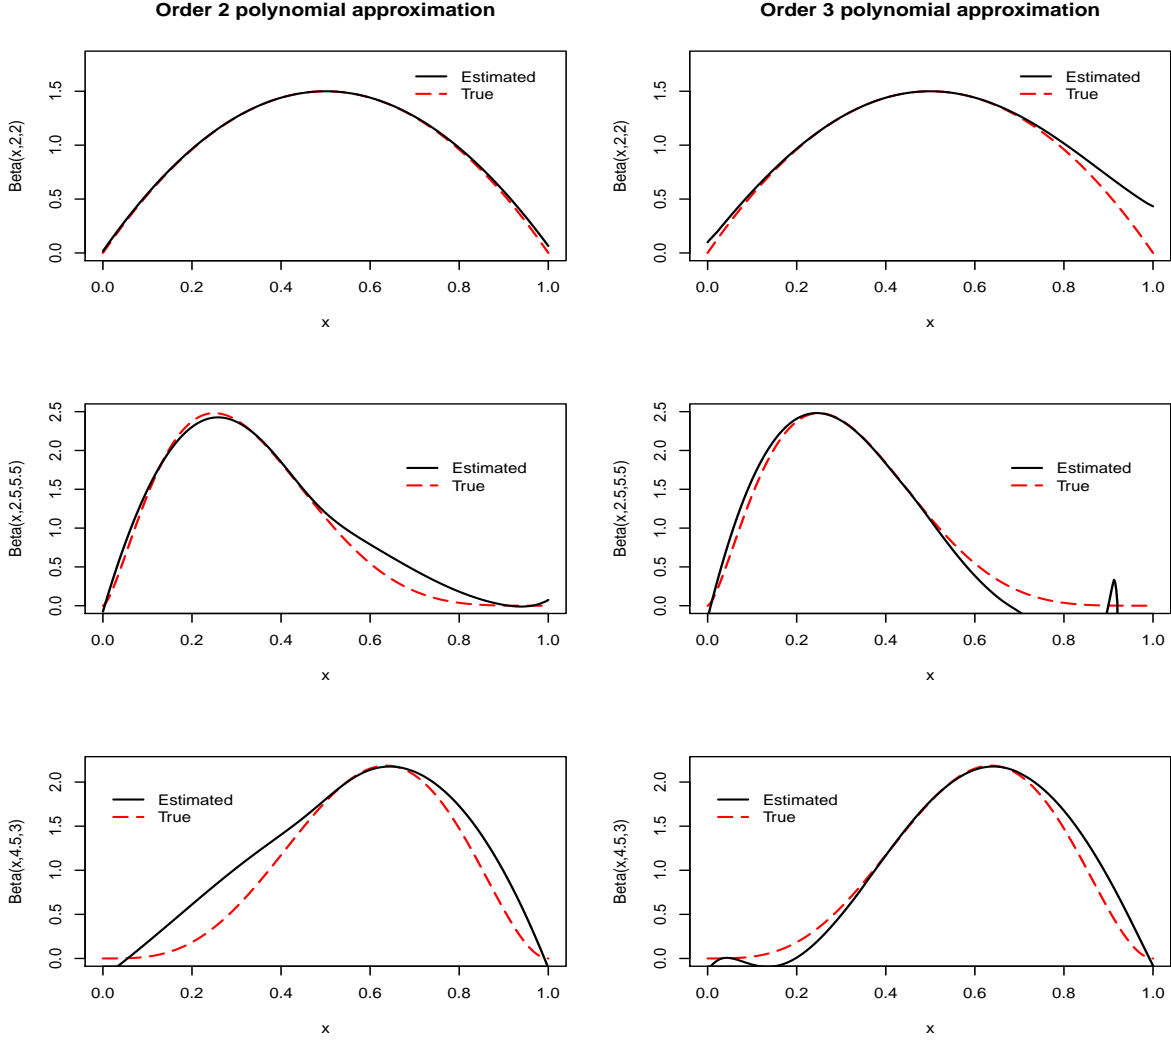 Order 2 polynomial approximation
Order 3 polynomial approximation
Beta(x,2,2)
0.0 0.5 1.0 1.5
Estimated
True
0.0 0.2 0.4 0.6 0.8 1.0
x
Beta(x,2,2)
0.0 0.5 1.0 1.5
Estimated
True
0.0 0.2 0.4 0.6 0.8 1.0
x
Beta(x,2.5,5.5)
0.0 0.5 1.0 1.5 2.0 2.5
Estimated
True
0.0 0.2 0.4 0.6 0.8 1.0
x
Beta(x,2.5,5.5)
0.0 0.5 1.0 1.5 2.0 2.5
Estimated
True
0.0 0.2 0.4 0.6 0.8 1.0
x
Beta(x,4.5,3)
0.0 0.5 1.0 1.5 2.0
Estimated
True
0.0 0.2 0.4 0.6 0.8 1.0
x
Beta(x,4.5,3)
0.0 0.5 1.0 1.5 2.0
Estimated
True
0.0 0.2 0.4 0.6 0.8 1.0
x